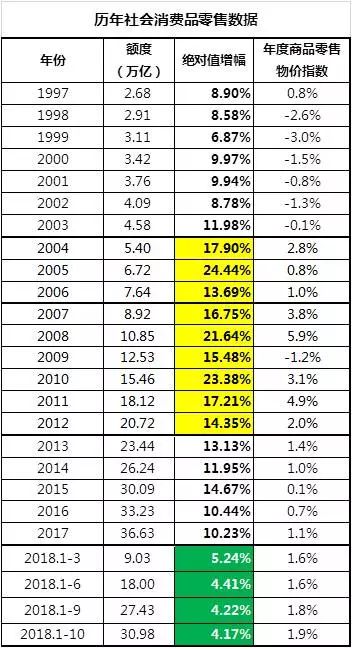 历年社会消费品零售数据
年份 额度（万亿） 绝对值增幅 年度商品零售物价指数
1997 2.68 8.90% 0.8%
1998 2.91 8.58% -2.6%
1999 3.11 6.87% -3.0%
2000 3.42 9.97% -1.5%
2001 3.76 9.94% -0.8%
2002 4.09 8.78% -1.3%
2003 4.58 11.98% -0.1%
2004 5.40 17.90% 2.8%
2005 6.72 24.44% 0.8%
2006 7.64 13.69% 1.0%
2007 8.92 16.75% 3.8%
2008 10.85 21.64% 5.9%
2009 12.53 15.48% -1.2%
2010 15.46 23.38% 3.1%
2011 18.12 17.21% 4.9%
2012 20.72 14.35% 2.0%
2013 23.44 13.13% 1.4%
2014 26.24 11.95% 1.0%
2015 30.09 14.67% 0.1%
2016 33.23 10.44% 0.7%
2017 36.63 10.23% 1.1%
2018.1-3 9.03 5.24% 1.6%
2018.1-6 18.00 4.41% 1.6%
2018.1-9 27.43 4.22% 1.8%
2018.1-10 30.98 4.17% 1.9%